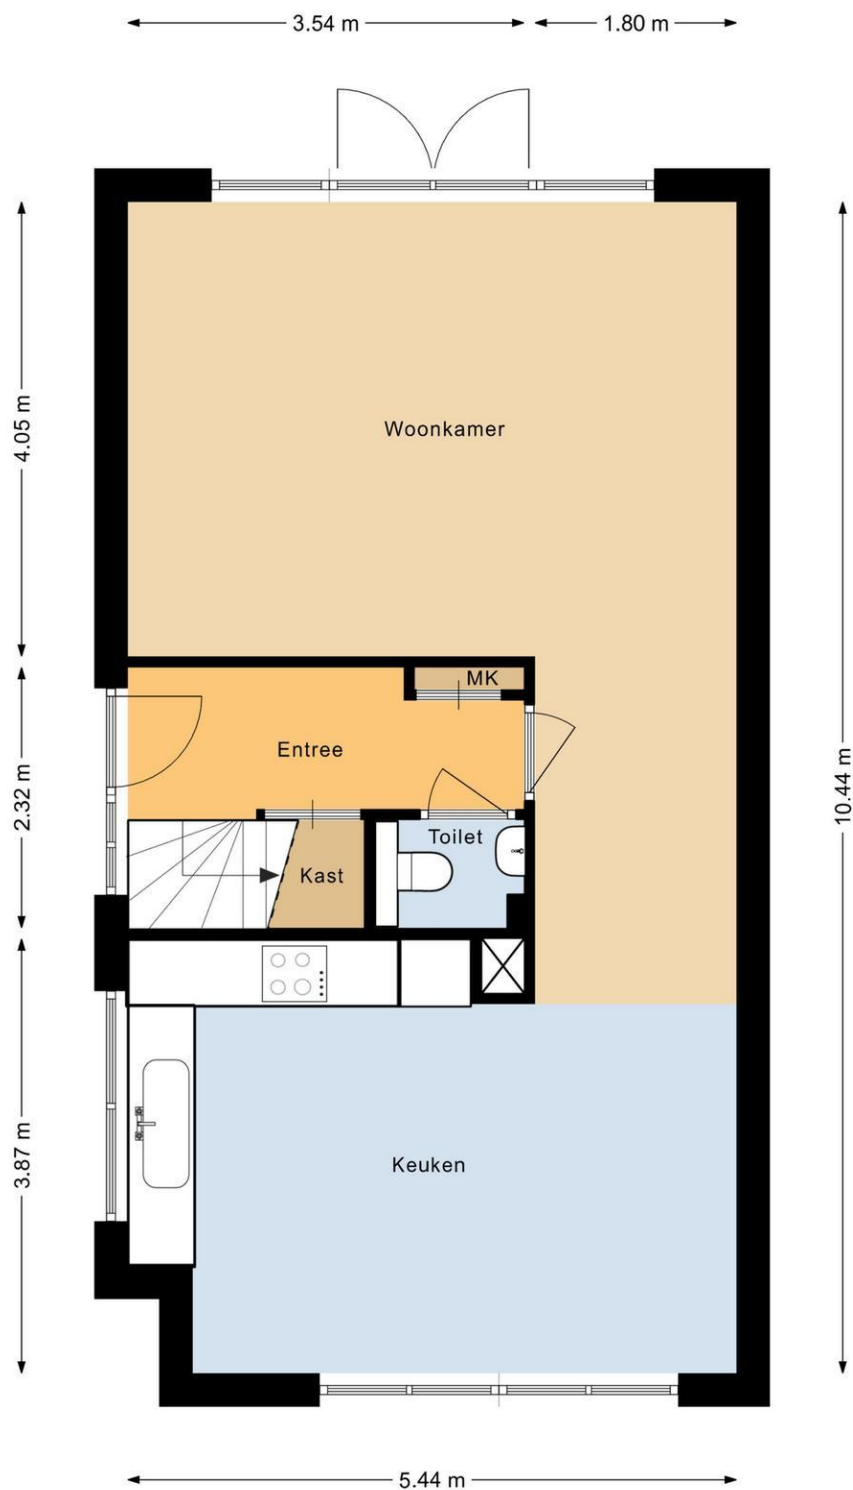 3.54 m
1.80 m
4.05 m
Woonkamer
MK
Entree
2.32 m
10.44 m
Toilet
Kast
3.87 m
Keuken
5.44 m